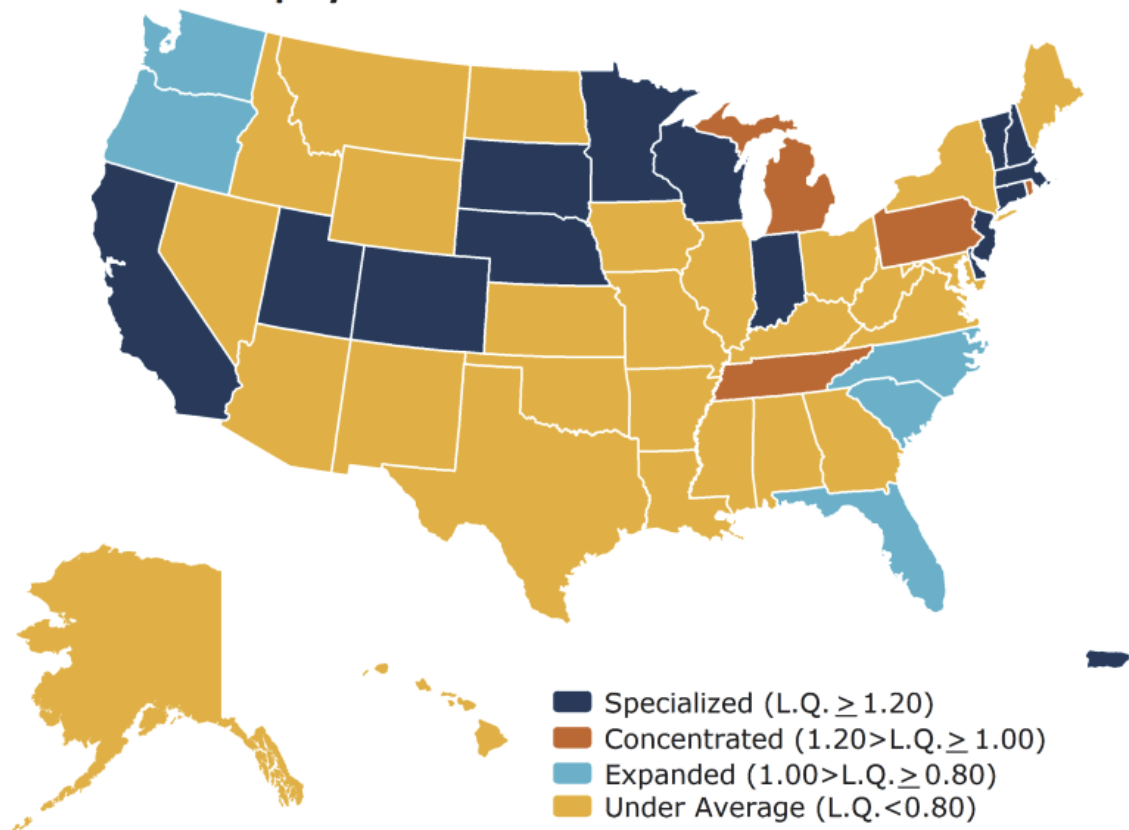 Specialized (L.Q. ≥ 1.20)
Concentrated (1.20>L.Q. ≥ 1.00)
Expanded (1.00>L.Q. ≥ 0.80)
Under Average (L.Q.<0.80)